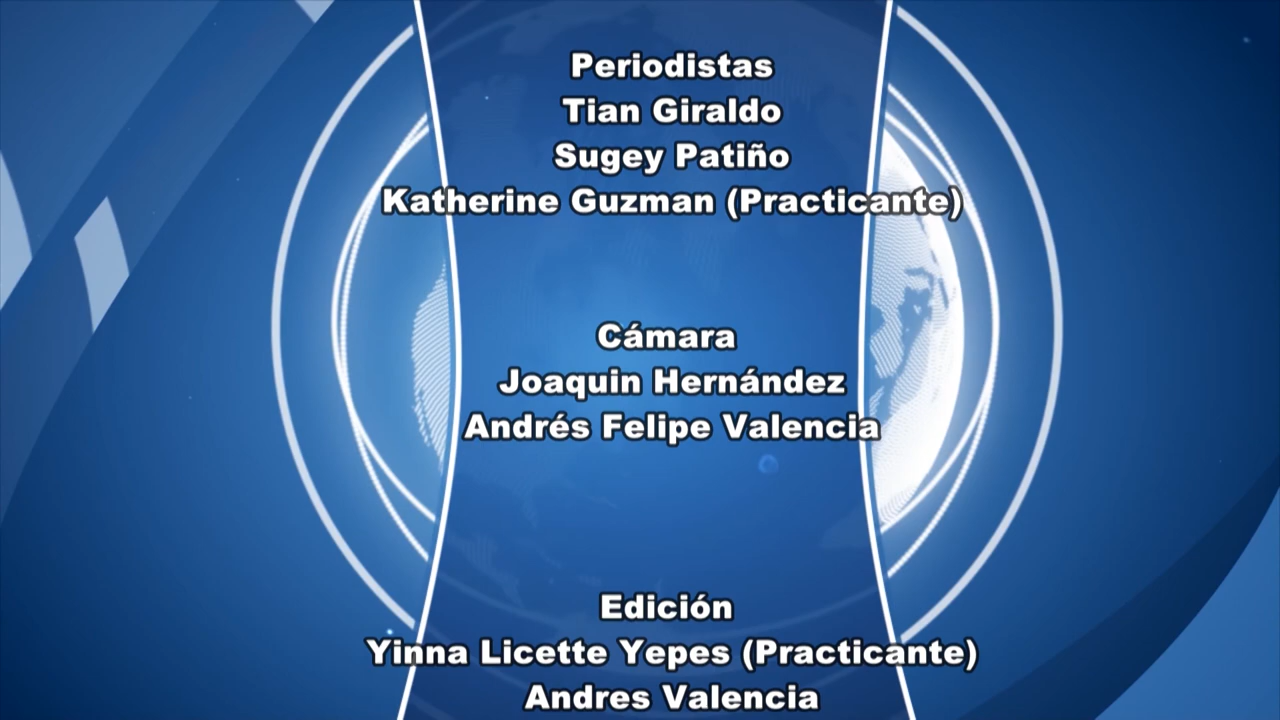 Periodistas
Tian Giraldo
Sugey Patiño
Katherine Guzman (Practicante)
Cámara
Joaquin Hernández
Andrés Felipe Valencia
Edición
Yinna Licette Yepes (Practicante)
Andres Valencia